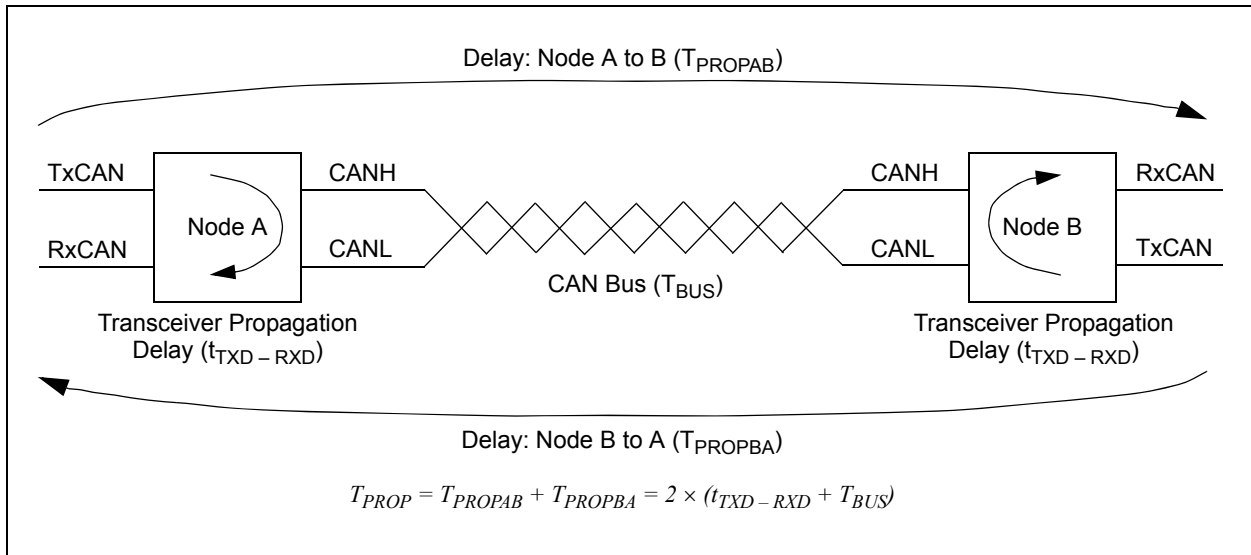 Delay: Node A to B (TPROPAB)
TxCAN
CANH
CANH
RxCAN
Node A
Node B
RxCAN
CANL
CANL
TxCAN
CAN Bus (TBUS)
Transceiver Propagation
Delay (tTXD – RXD)
Transceiver Propagation
Delay (tTXD – RXD)
Delay: Node B to A (TPROPBA)
TPROP = TPROPAB + TPROPBA = 2 × (tTXD – RXD + TBUS)